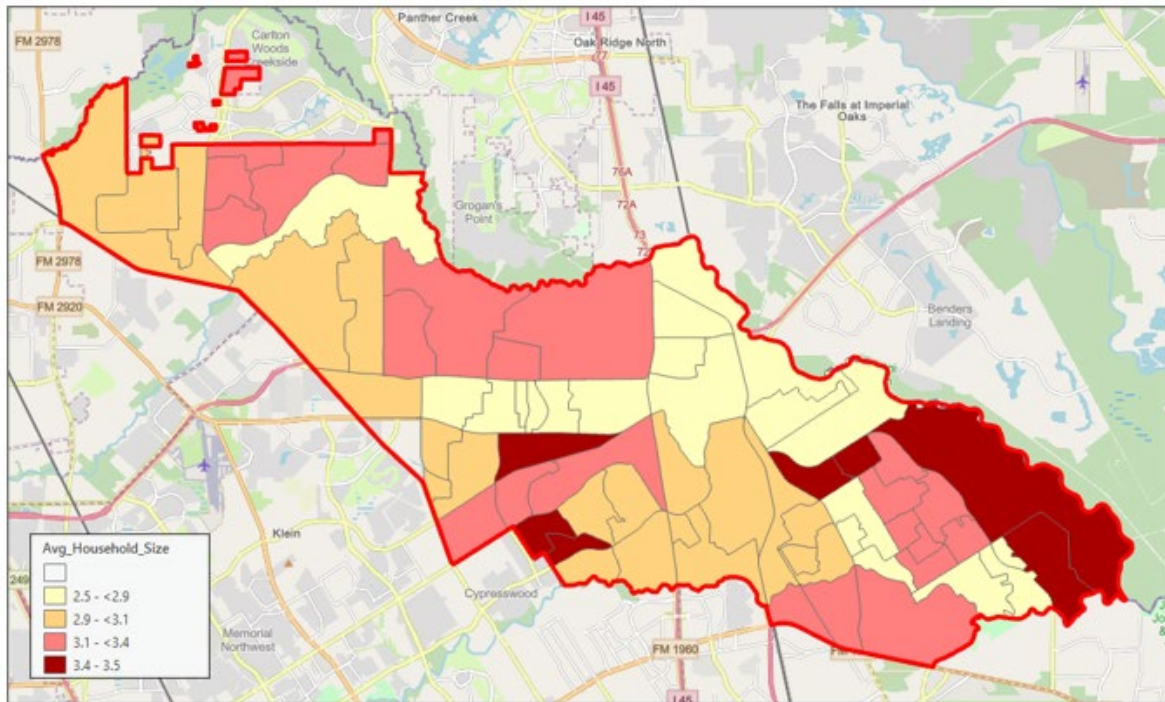 Panther Creek
I 45
FM 2978
Carlton
Woods
Creekside
77
Oak Ridge North
I 45
The Falls at Imperial
Oaks
76A
Grogan's
Point
72A
73
72
FM 2978
FM 2920
Benders
Landing
Klein
Avg_Household_Size
2.5 - <2.9
2.9 - <3.1
3.1 - <3.4
3.4 - 3.5
249
Cypresswood
Memorial
Northwest
FM 1960
I 45